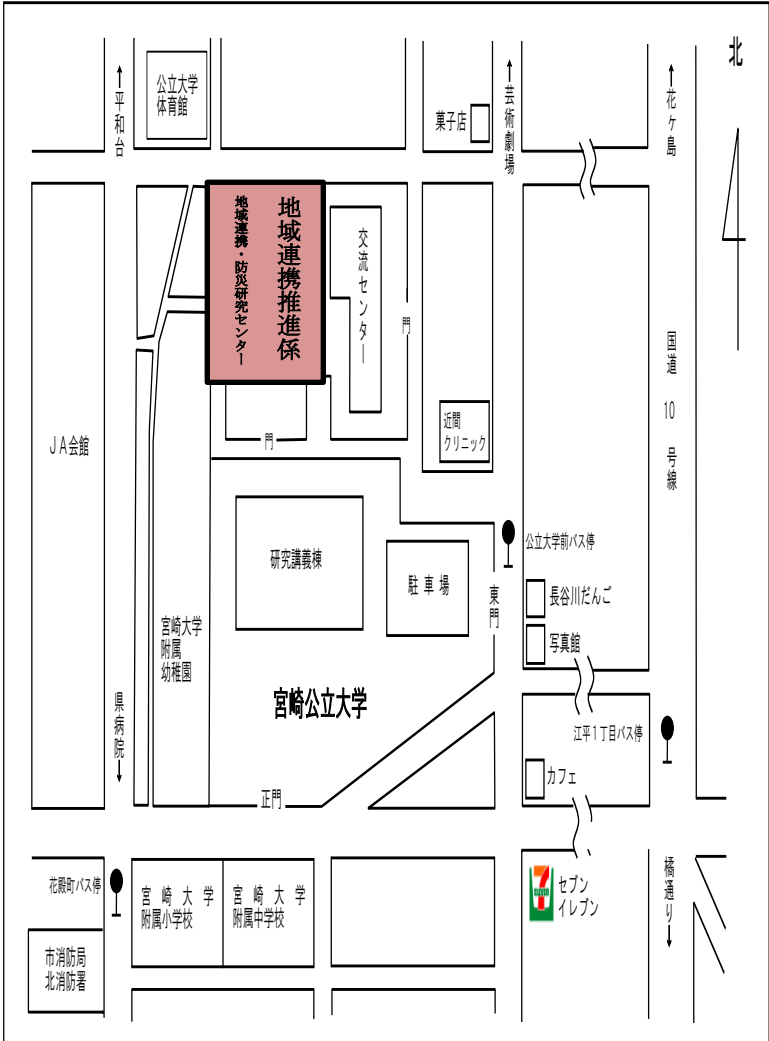 北
↑平和台
公立大学
体育館
菓子店
↑芸術劇場
↑花ヶ島
地域連携推進係
地域連携・防災研究センター
交流センター
門
国道 10 号線
JA会館
近間
クリニック
門
研究講義棟
駐車場
公立大学前バス停
東門
長谷川だんご
写真館
宮崎大学
附属
幼稚園
宮崎公立大学
県病院↓
江平1丁目バス停
カフェ
正門
花殿町バス停
宮崎大学
附属小学校
宮崎大学
附属中学校
7
ELEVEN
セブン
イレブン
橘通り↓
市消防局
北消防署